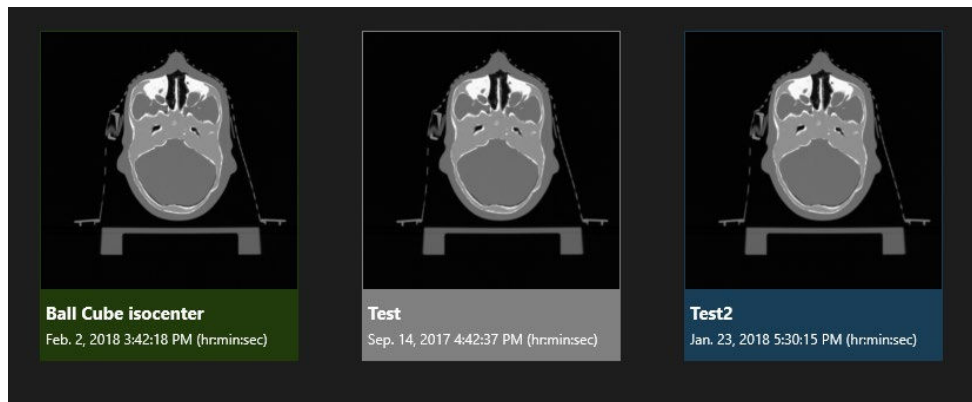 Ball Cube isocenter
Feb. 2, 2018 3:42:18 PM (hr:min:sec)
Test
Sep. 14, 2017 4:42:37 PM (hr:min:sec)
Test2
Jan. 23, 2018 5:30:15 PM (hr:min:sec)